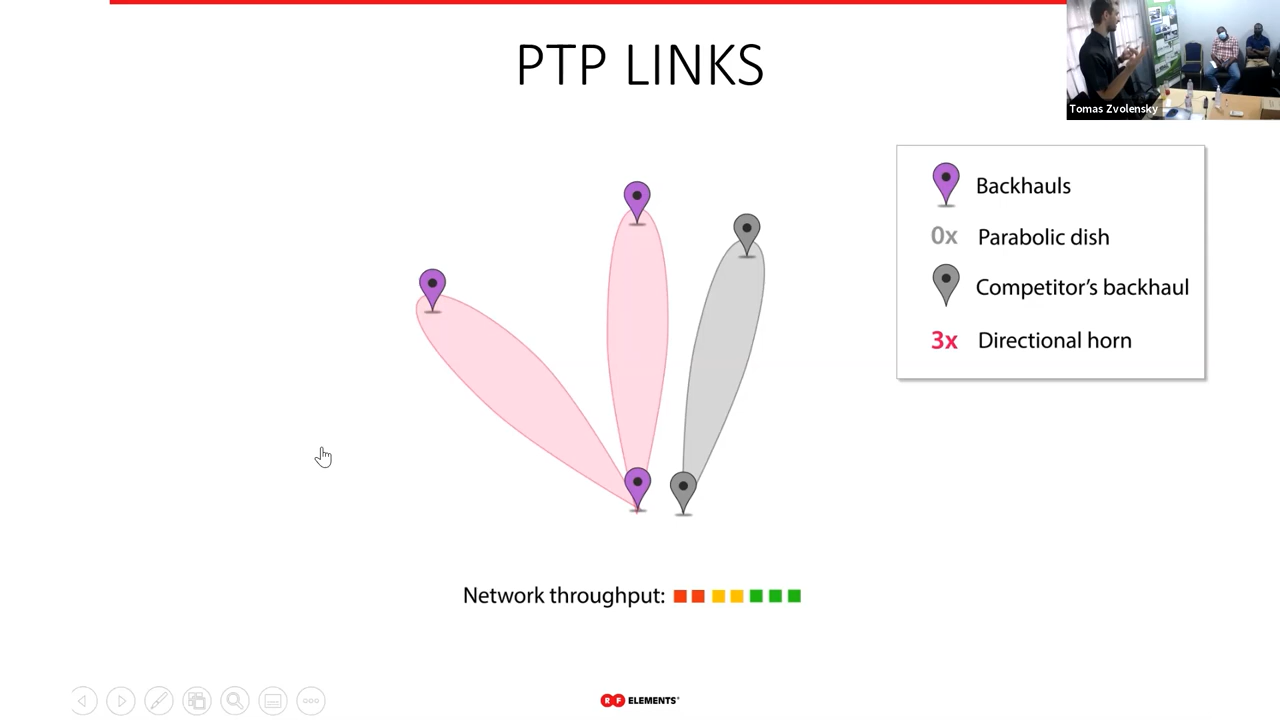 PTP LINKS
Tomas Zvolensky
Backhauls
0x Parabolic dish
Competitor's backhaul
3x Directional horn
Network throughput:
RF ELEMENTS®